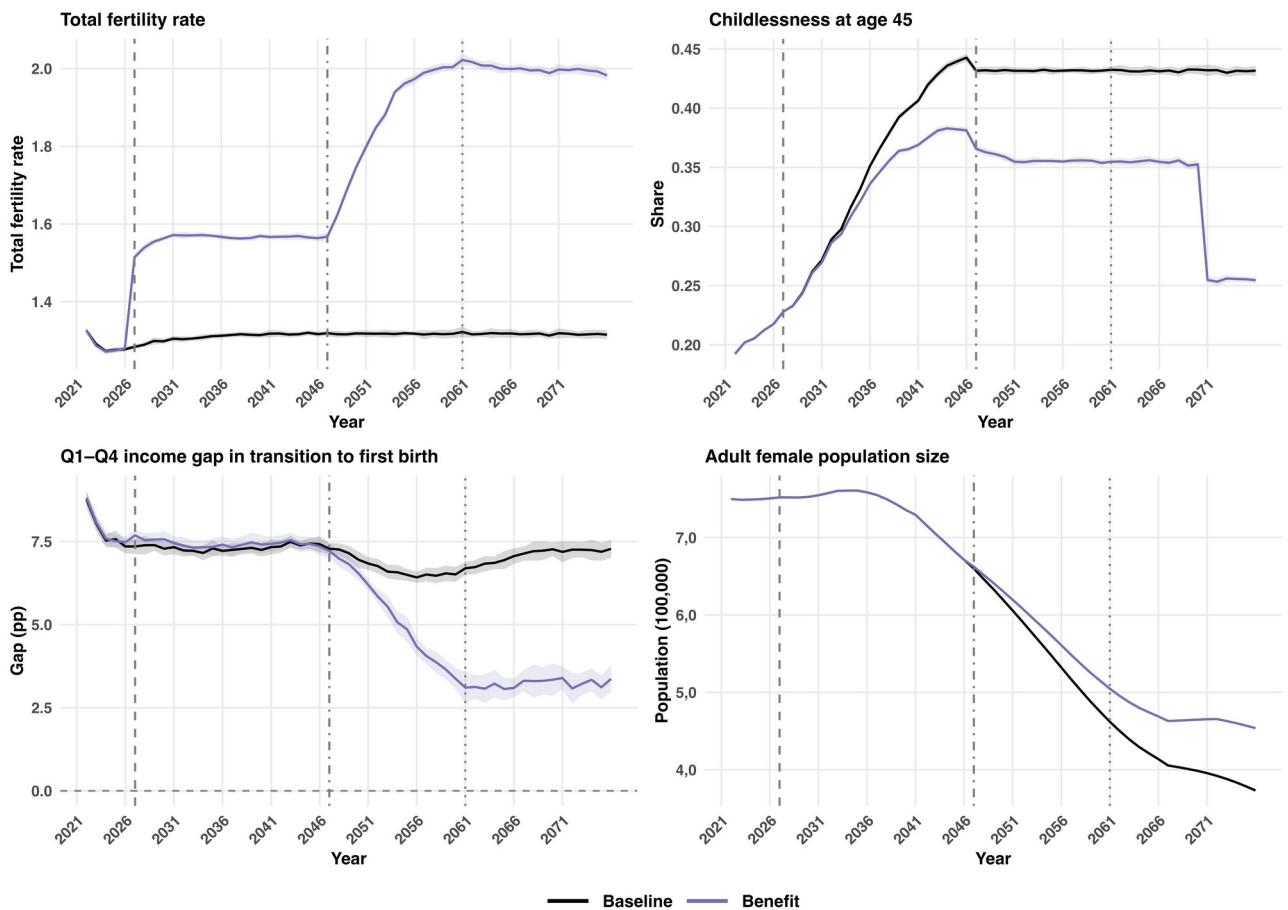 Total fertility rate
Total fertility rate
2.0
1.8
1.6
1.4
2021 2026 2031 2036 2041 2046 2051 2056 2061 2066 2071
Year
Childlessness at age 45
Share
0.45
0.40
0.35
0.30
0.25
0.20
2021 2026 2031 2036 2041 2046 2051 2056 2061 2066 2071
Year
Q1–Q4 income gap in transition to first birth
Gap (pp)
7.5
5.0
2.5
0.0
2021 2026 2031 2036 2041 2046 2051 2056 2061 2066 2071
Year
Adult female population size
Population (100,000)
7,0
6,0
5,0
4,0
2021 2026 2031 2036 2041 2046 2051 2056 2061 2066 2071
Year
Baseline Benefit